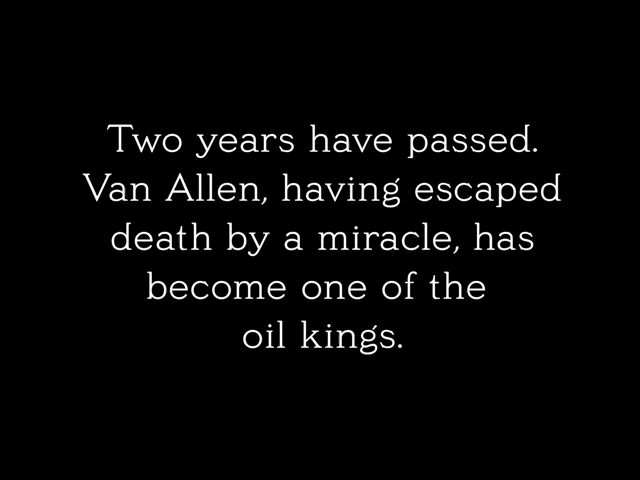 Two years have passed.
Van Allen, having escaped
death by a miracle, has
become one of the
oil kings.